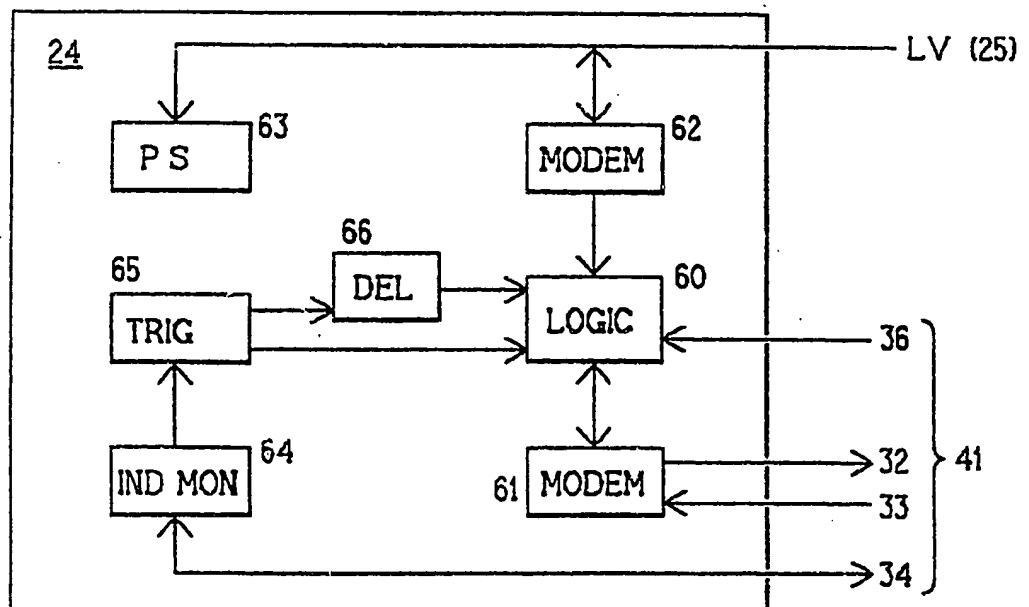 24
LV (25)
63
PS
62
MODEM
66
DEL
65
TRIG
60
LOGIC
36
64
IND MON
61
MODEM
32
33
34
41